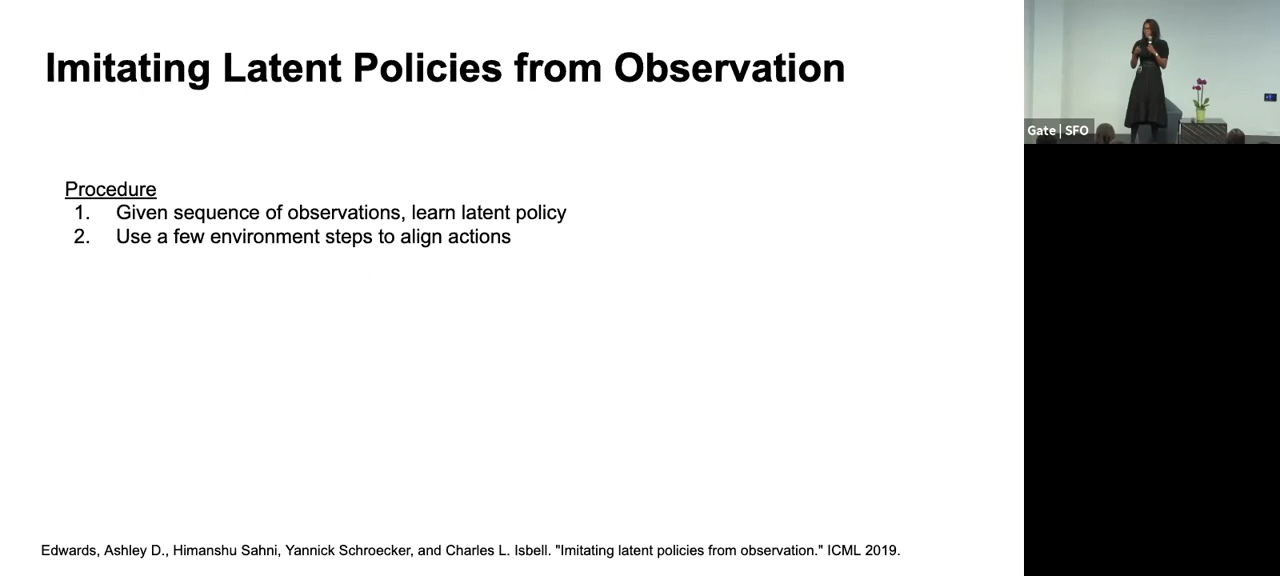 Imitating Latent Policies from Observation
Gate | SFO
Procedure
1. Given sequence of observations, learn latent policy
2. Use a few environment steps to align actions
Edwards, Ashley D., Himanshu Sahni, Yannick Schroecker, and Charles L. Isbell. "Imitating latent policies from observation." ICML 2019.